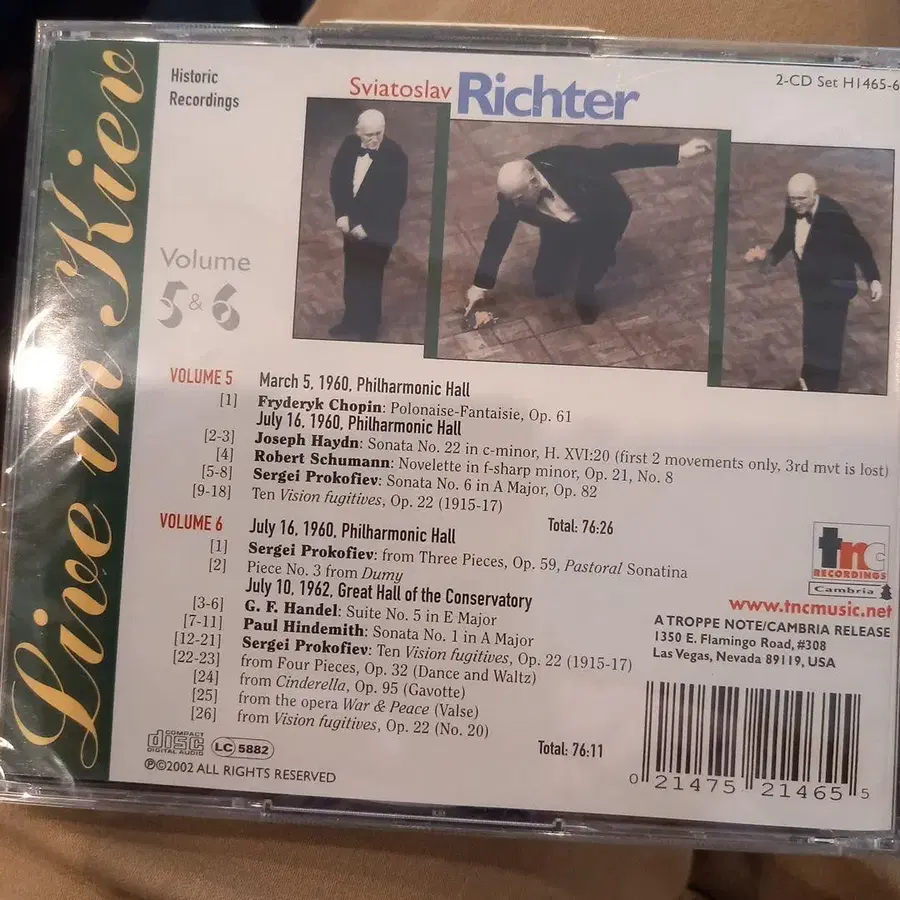 Live in Kiev
Historic
Recordings
Sviatoslav Richter
2-CD Set H1465-6
Volume
5 & 6
VOLUME 5 March 5, 1960, Philharmonic Hall
[1] Fryderyk Chopin: Polonaise-Fantaisie, Op. 61
July 16, 1960, Philharmonic Hall
[2-3] Joseph Haydn: Sonata No. 22 in c-minor, H. XVI:20 (first 2 movements only, 3rd mvt is lost)
[4] Robert Schumann: Novelette in f-sharp minor, Op. 21, No. 8
[5-8] Sergei Prokofiev: Sonata No. 6 in A Major, Op. 82
[9-18] Ten Vision fugitives, Op. 22 (1915-17)
Total: 76:26
VOLUME 6 July 16, 1960, Philharmonic Hall
[1] Sergei Prokofiev: from Three Pieces, Op. 59, Pastoral Sonatina
[2] Piece No. 3 from Dumy
July 10, 1962, Great Hall of the Conservatory
[3-6] G. F. Handel: Suite No. 5 in E Major
[7-11] Paul Hindemith: Sonata No. 1 in A Major
[12-21] Sergei Prokofiev: Ten Vision fugitives, Op. 22 (1915-17)
[22-23] from Four Pieces, Op. 32 (Dance and Waltz)
[24] from Cinderella, Op. 95 (Gavotte)
[25] from the opera War & Peace (Valse)
[26] from Vision fugitives, Op. 22 (No. 20)
Total: 76:11
tnc
RECORDINGS
Cambria
www.tncmusic.net
A TROPPE NOTE/CAMBRIA RELEASE
1350 E. Flamingo Road, #308
Las Vegas, Nevada 89119, USA
COMPACT
disc
DIGITAL AUDIO
LC 5882
℗©2002 ALL RIGHTS RESERVED
0 21475 21465 5